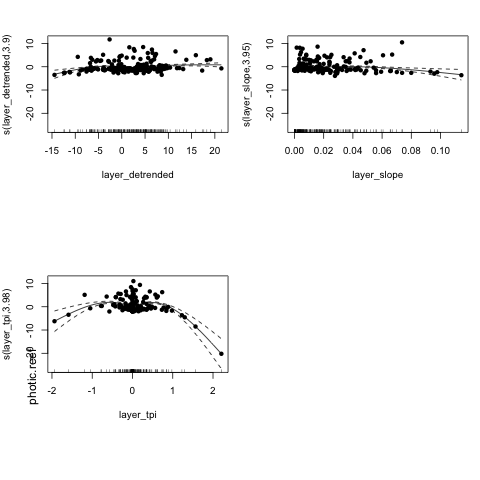 s(layer_detrended,3.9)
10
0
-10
-20
-15 -10 -5 0 5 10 15 20
layer_detrended
s(layer_slope,3.95)
10
0
-10
-20
0.00 0.02 0.04 0.06 0.08 0.10
layer_slope
s(layer_tpi,3.98)
photic.reef
10
0
-10
-20
-2 -1 0 1 2
layer_tpi